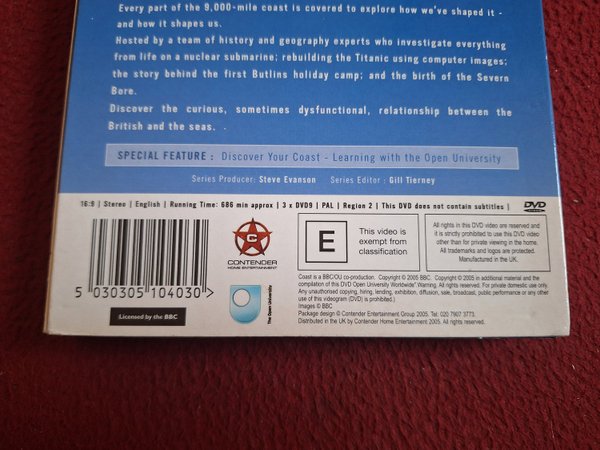 Every part of the 9,000-mile coast is covered to explore how we've shaped it -
and how it shapes us.
Hosted by a team of history and geography experts who investigate everything
from life on a nuclear submarine; rebuilding the Titanic using computer images;
the story behind the first Butlins holiday camp; and the birth of the Severn
Bore.
Discover the curious, sometimes dysfunctional, relationship between the
British and the seas.
SPECIAL FEATURE : Discover Your Coast - Learning with the Open University
Series Producer: Steve Evanson Series Editor : Gill Tierney
16:9 | Stereo | English | Running Time: 686 min approx | 3 x DVD9 | PAL | Region 2 | This DVD does not contain subtitles |
DVD
5 030305 104030 >
Licensed by the BBC
C
CONTENDER
HOME ENTERTAINMENT
The Open University
E
This video is
exempt from
classification
All rights in this DVD video are reserved and
it is strictly prohibited to use this DVD video
other than for private viewing in the home.
All trademarks and logos are protected.
Manufactured in the UK.
Coast is a BBC/OU co-production. Copyright © 2005 BBC. Copyright © 2005 in additional material and the
compilation of this DVD Open University Worldwide" Warning. All rights reserved. For private domestic use only.
Any unauthorised copying, hiring, lending, exhibition, diffusion, sale, broadcast, public performance or any other
use of this videogram (DVD) is prohibited.)
Images © BBC
Package design © Contender Entertainment Group 2005. Tel: 020 7907 3773.
Distributed in the UK by Contender Home Entertainment 2005. All rights reserved.